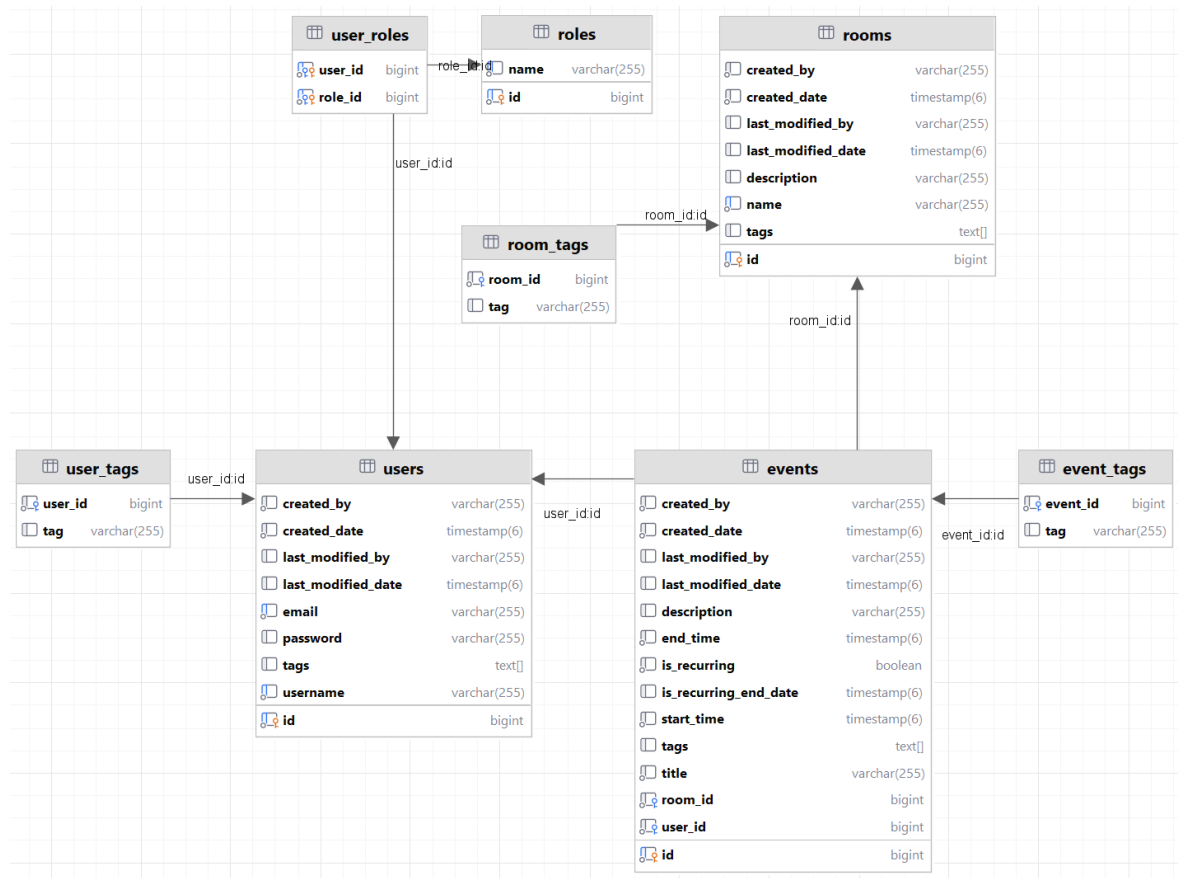 user_roles
user_id bigint
role_id bigint
role_id:id
roles
name varchar(255)
id bigint
rooms
created_by varchar(255)
created_date timestamp(6)
last_modified_by varchar(255)
last_modified_date timestamp(6)
description varchar(255)
name varchar(255)
tags text[]
id bigint
user_id:id
room_id:id
room_tags
room_id bigint
tag varchar(255)
room_id:id
user_tags
user_id bigint
tag varchar(255)
user_id:id
users
created_by varchar(255)
created_date timestamp(6)
last_modified_by varchar(255)
last_modified_date timestamp(6)
email varchar(255)
password varchar(255)
tags text[]
username varchar(255)
id bigint
user_id:id
events
created_by varchar(255)
created_date timestamp(6)
last_modified_by varchar(255)
last_modified_date timestamp(6)
description varchar(255)
end_time timestamp(6)
is_recurring boolean
is_recurring_end_date timestamp(6)
start_time timestamp(6)
tags text[]
title varchar(255)
room_id bigint
user_id bigint
id bigint
event_id:id
event_tags
event_id bigint
tag varchar(255)